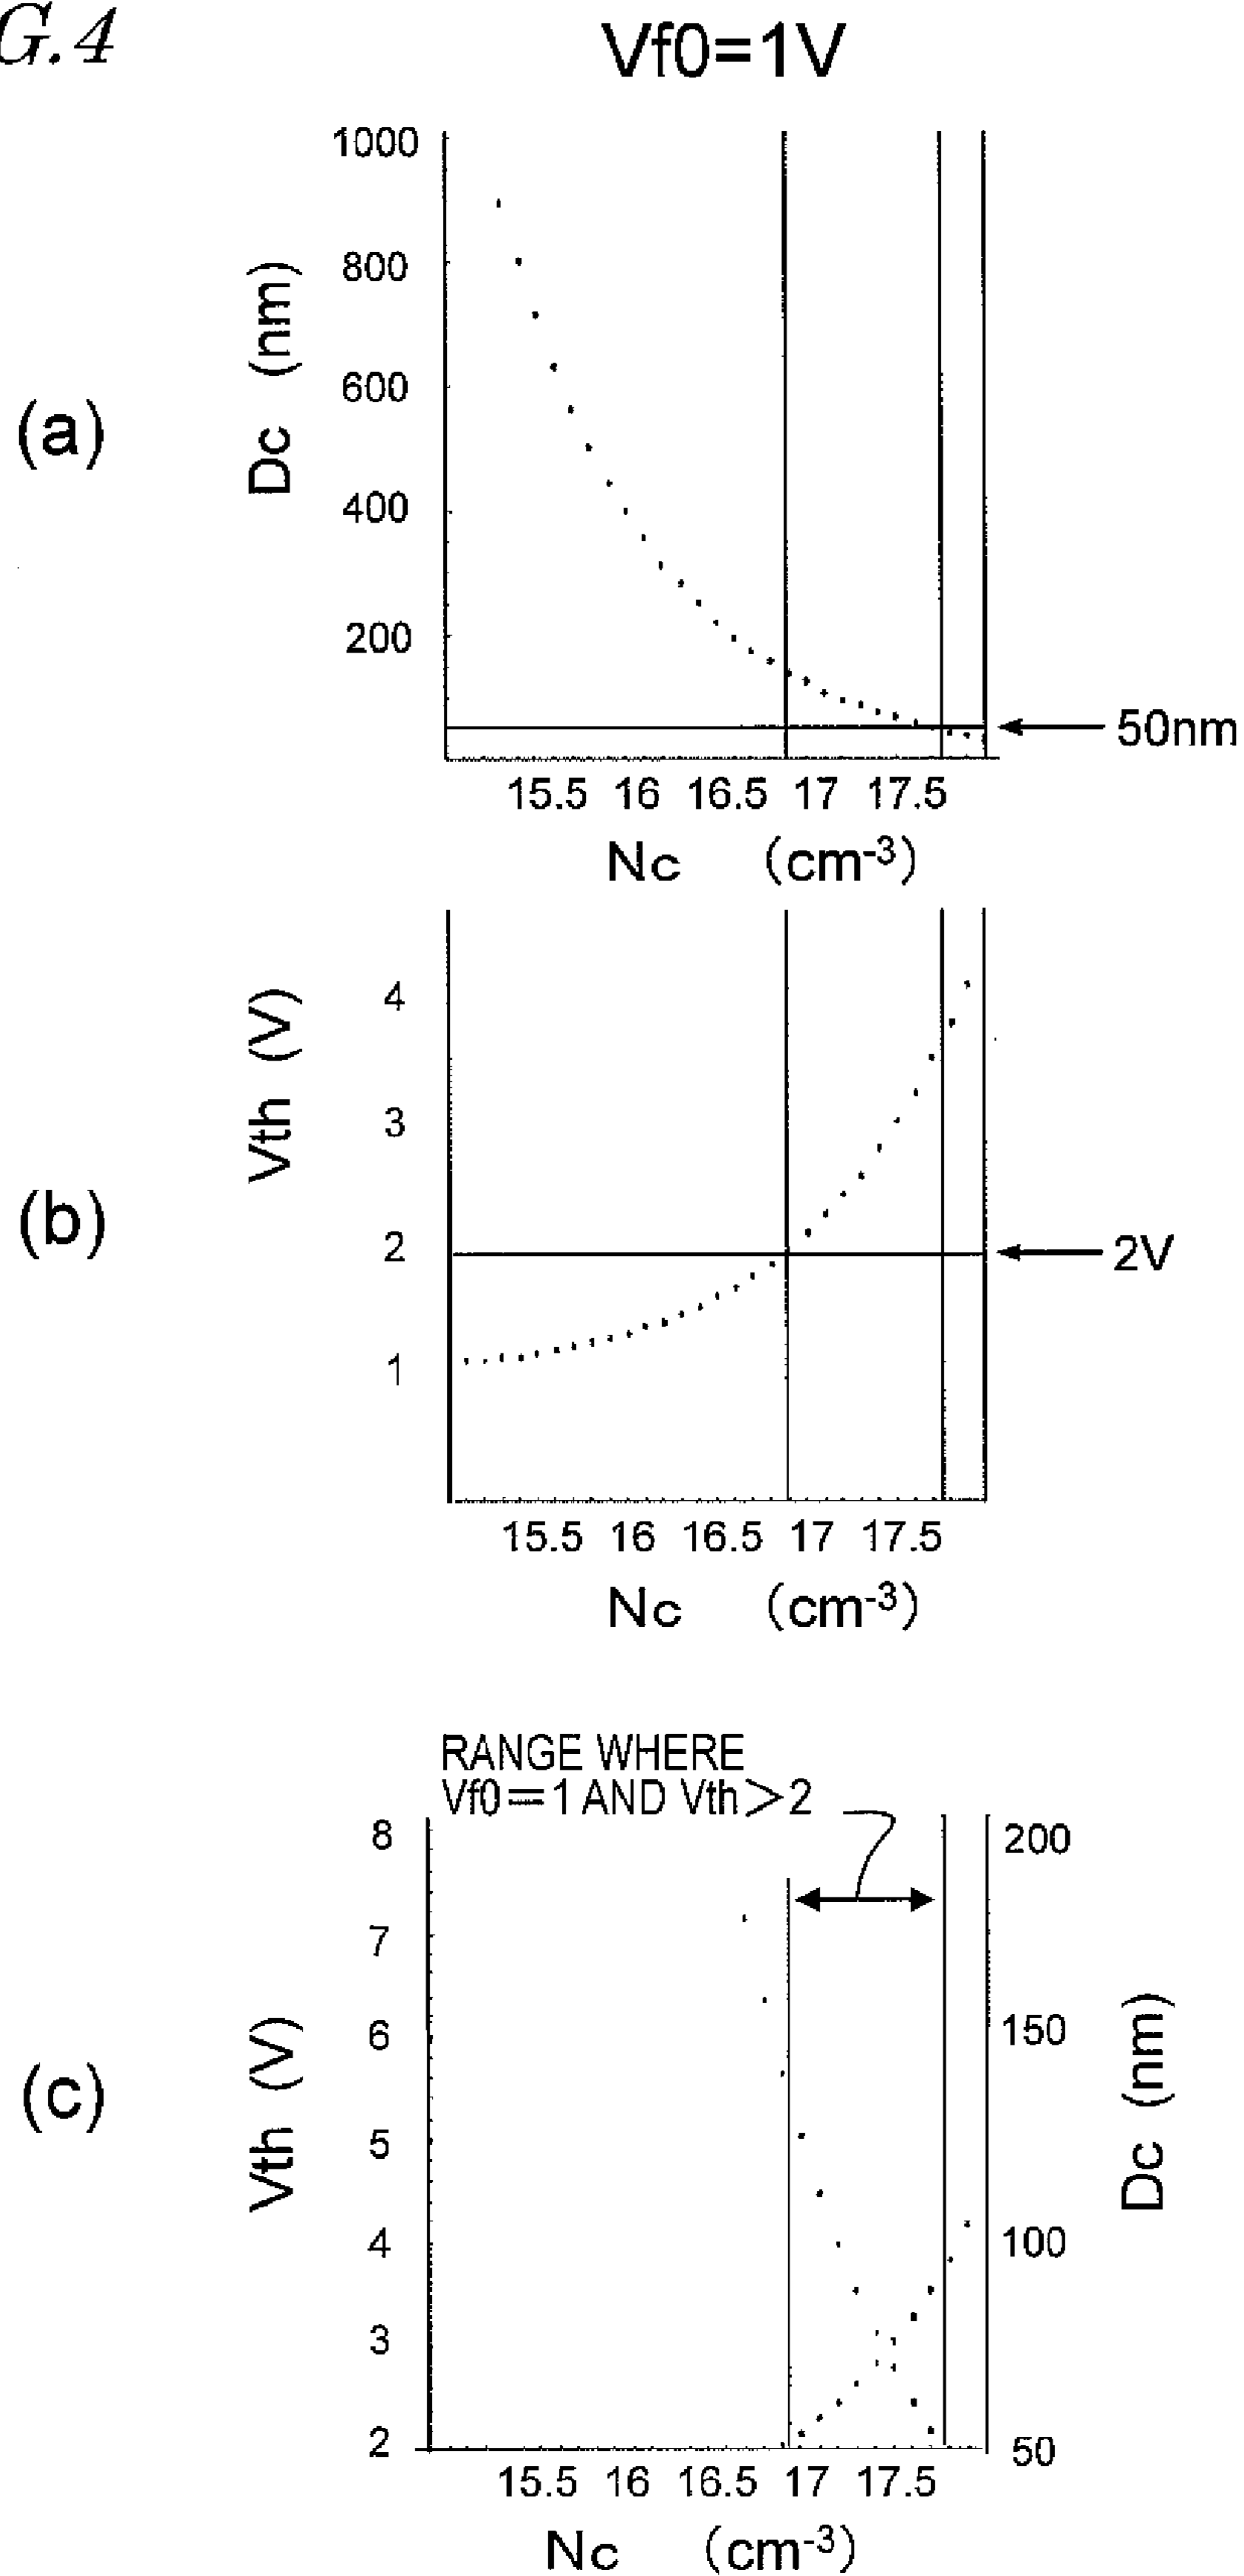 G.4
Vf0=1V
(a)
Dc (nm)
1000
800
600
400
200
50nm
15.5 16 16.5 17 17.5
Nc (cm-3)
(b)
Vth (V)
4
3
2
1
2V
15.5 16 16.5 17 17.5
Nc (cm-3)
RANGE WHERE
Vf0=1 AND Vth>2
(c)
Vth (V)
8
7
6
5
4
3
2
200
150
100
50
Dc (nm)
15.5 16 16.5 17 17.5
Nc (cm-3)